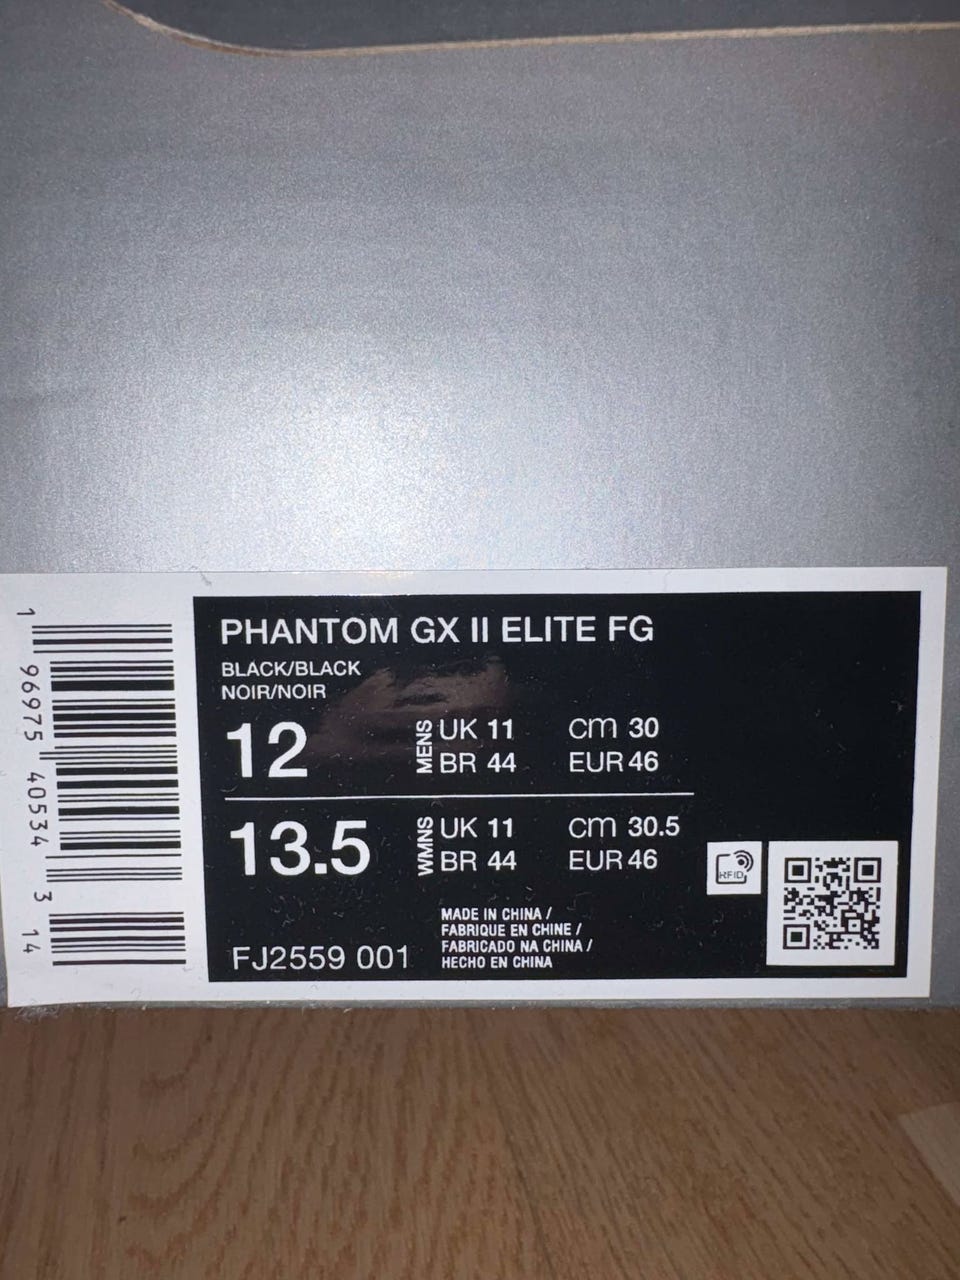 PHANTOM GX II ELITE FG
BLACK/BLACK
NOIR/NOIR
12
MENS
UK 11 cm 30
BR 44 EUR 46
13.5
WMNS
UK 11 cm 30.5
BR 44 EUR 46
RFID
MADE IN CHINA /
FABRIQUE EN CHINE /
FABRICADO NA CHINA /
HECHO EN CHINA
FJ2559 001
1 96975 40534 3 14